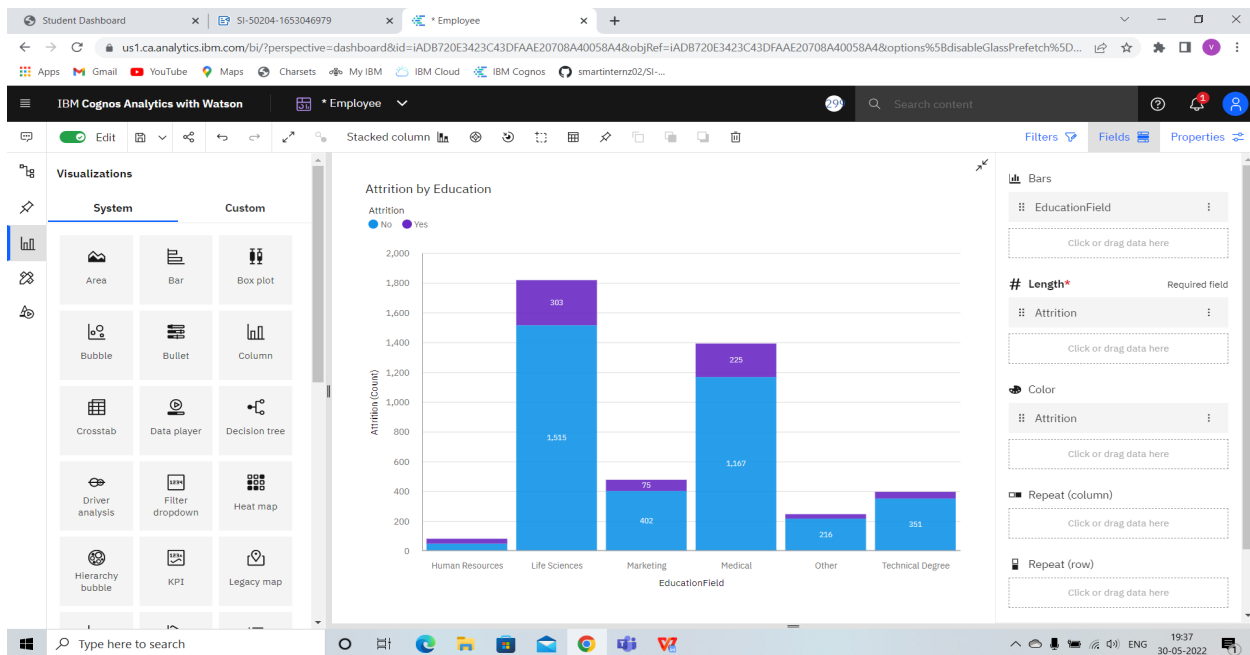 Student Dashboard
SI-50204-1653046979
* Employee
us1.ca.analytics.ibm.com/bi/?perspective=dashboard&id=iADB720E3423C43DFAAE20708A40058A4&objRef=iADB720E3423C43DFAAE20708A40058A4&options%5BdisableGlassPrefetch%5D...
V
Apps Gmail YouTube Maps Charsets My IBM IBM Cloud IBM Cognos smartinternz02/SI-...
IBM Cognos Analytics with Watson
* Employee
299
Search content
1
Edit
Stacked column
Filters
Fields
Properties
Visualizations
System Custom
Area Bar Box plot
Bubble Bullet Column
Crosstab Data player Decision tree
Driver analysis
Filter dropdown
Heat map
Hierarchy bubble
KPI
Legacy map
Attrition by Education
Attrition
No Yes
2,000
1,800
1,600
1,400
1,200
1,000
800
600
400
200
0
Attrition (Count)
303
1,515
75
402
225
1,167
216
351
Human Resources Life Sciences Marketing Medical Other Technical Degree
EducationField
Bars
EducationField
Click or drag data here
# Length* Required field
Attrition
Click or drag data here
Color
Attrition
Click or drag data here
Repeat (column)
Click or drag data here
Repeat (row)
Click or drag data here
Type here to search
ENG
19:37
30-05-2022
1